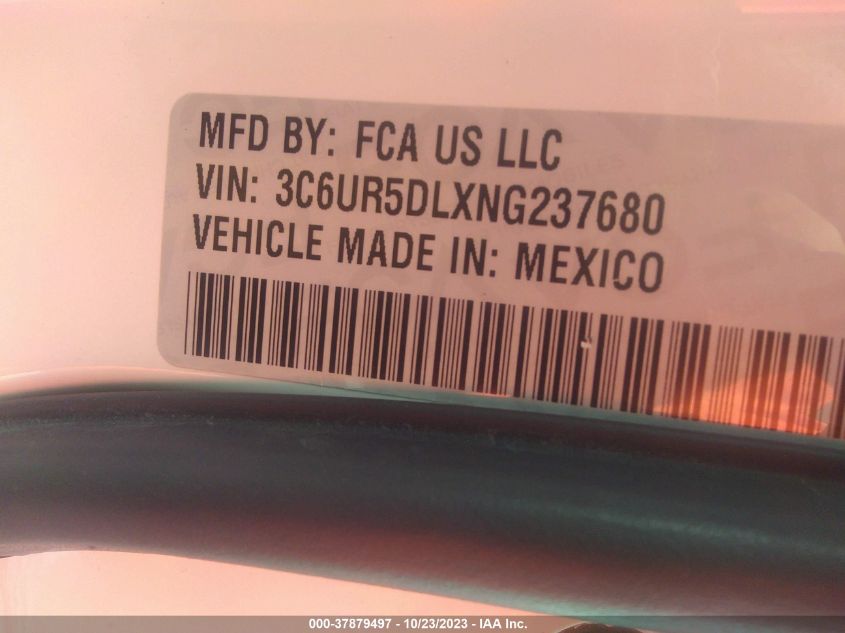 MFD BY: FCA US LLC
VIN: 3C6UR5DLXNG237680
VEHICLE MADE IN: MEXICO
000-37879497 - 10/23/2023 - IAA Inc.